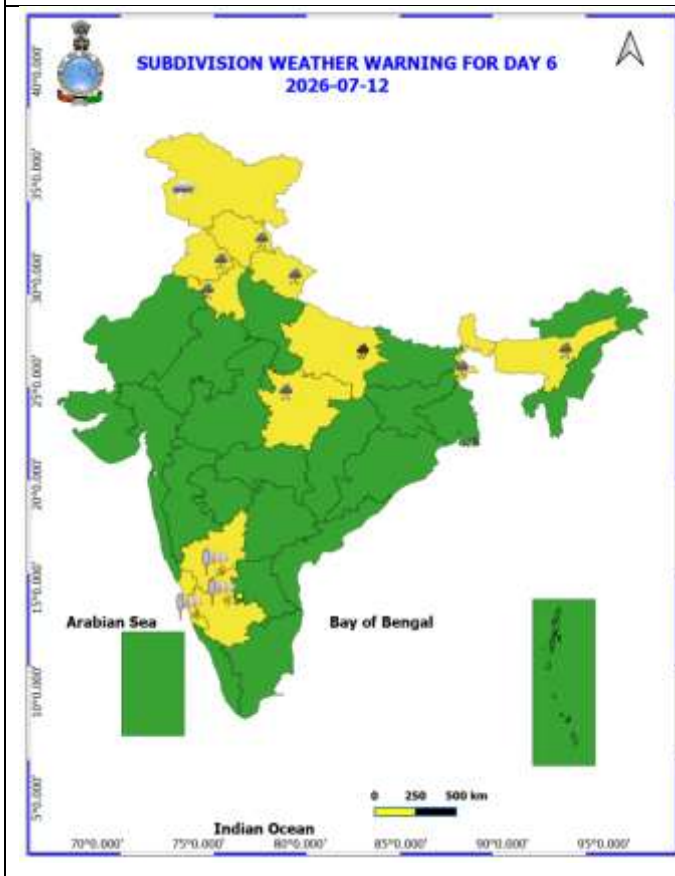 SUBDIVISION WEATHER WARNING FOR DAY 6
2026-07-12
40°0.000'
35°0.000'
30°0.000'
25°0.000'
20°0.000'
15°0.000'
10°0.000'
5°0.000'
Arabian Sea
Bay of Bengal
0 250 500 km
Indian Ocean
70°0.000' 75°0.000' 80°0.000' 85°0.000' 90°0.000' 95°0.000'